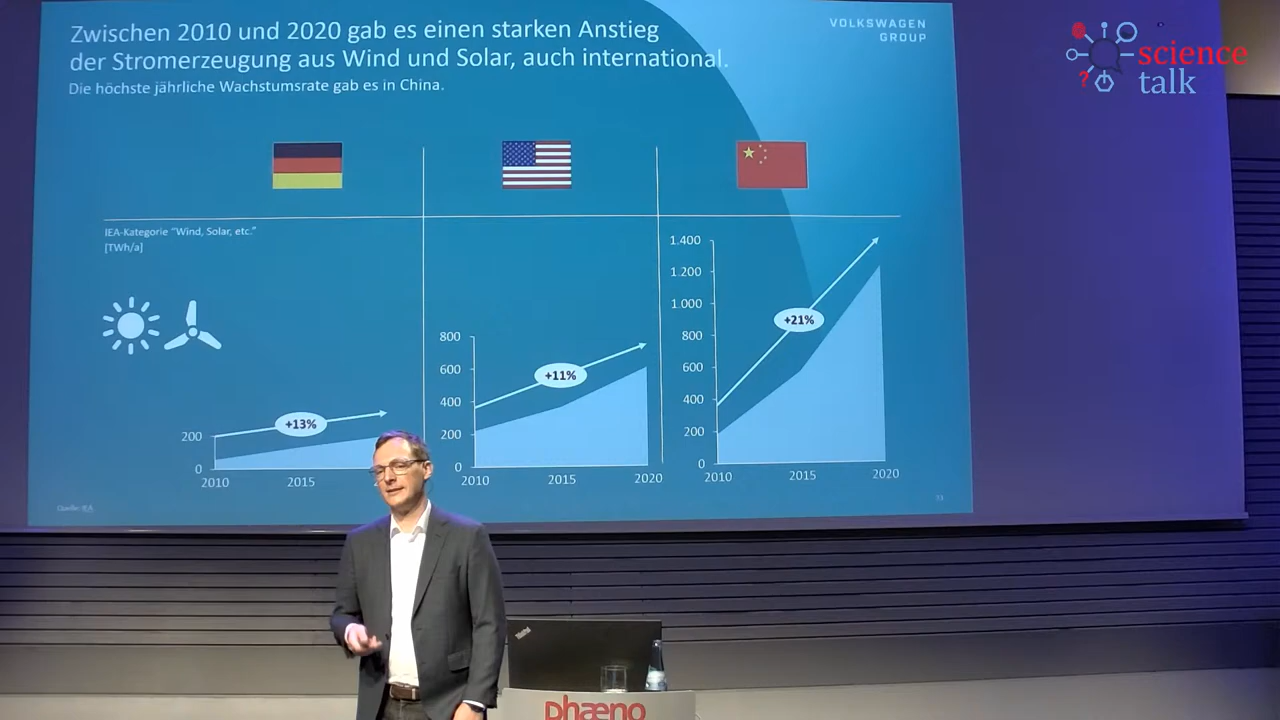 Zwischen 2010 und 2020 gab es einen starken Anstieg
der Stromerzeugung aus Wind und Solar, auch international.
Die höchste jährliche Wachstumsrate gab es in China.
VOLKSWAGEN
GROUP
science
talk
IEA-Kategorie "Wind, Solar, etc."
[TWh/a]
200
0
+13%
2010
2015
800
600
400
200
0
+11%
2010
2015
2020
1.400
1.200
1.000
800
600
400
200
0
+21%
2010
2015
2020
Quelle: IEA
phæno